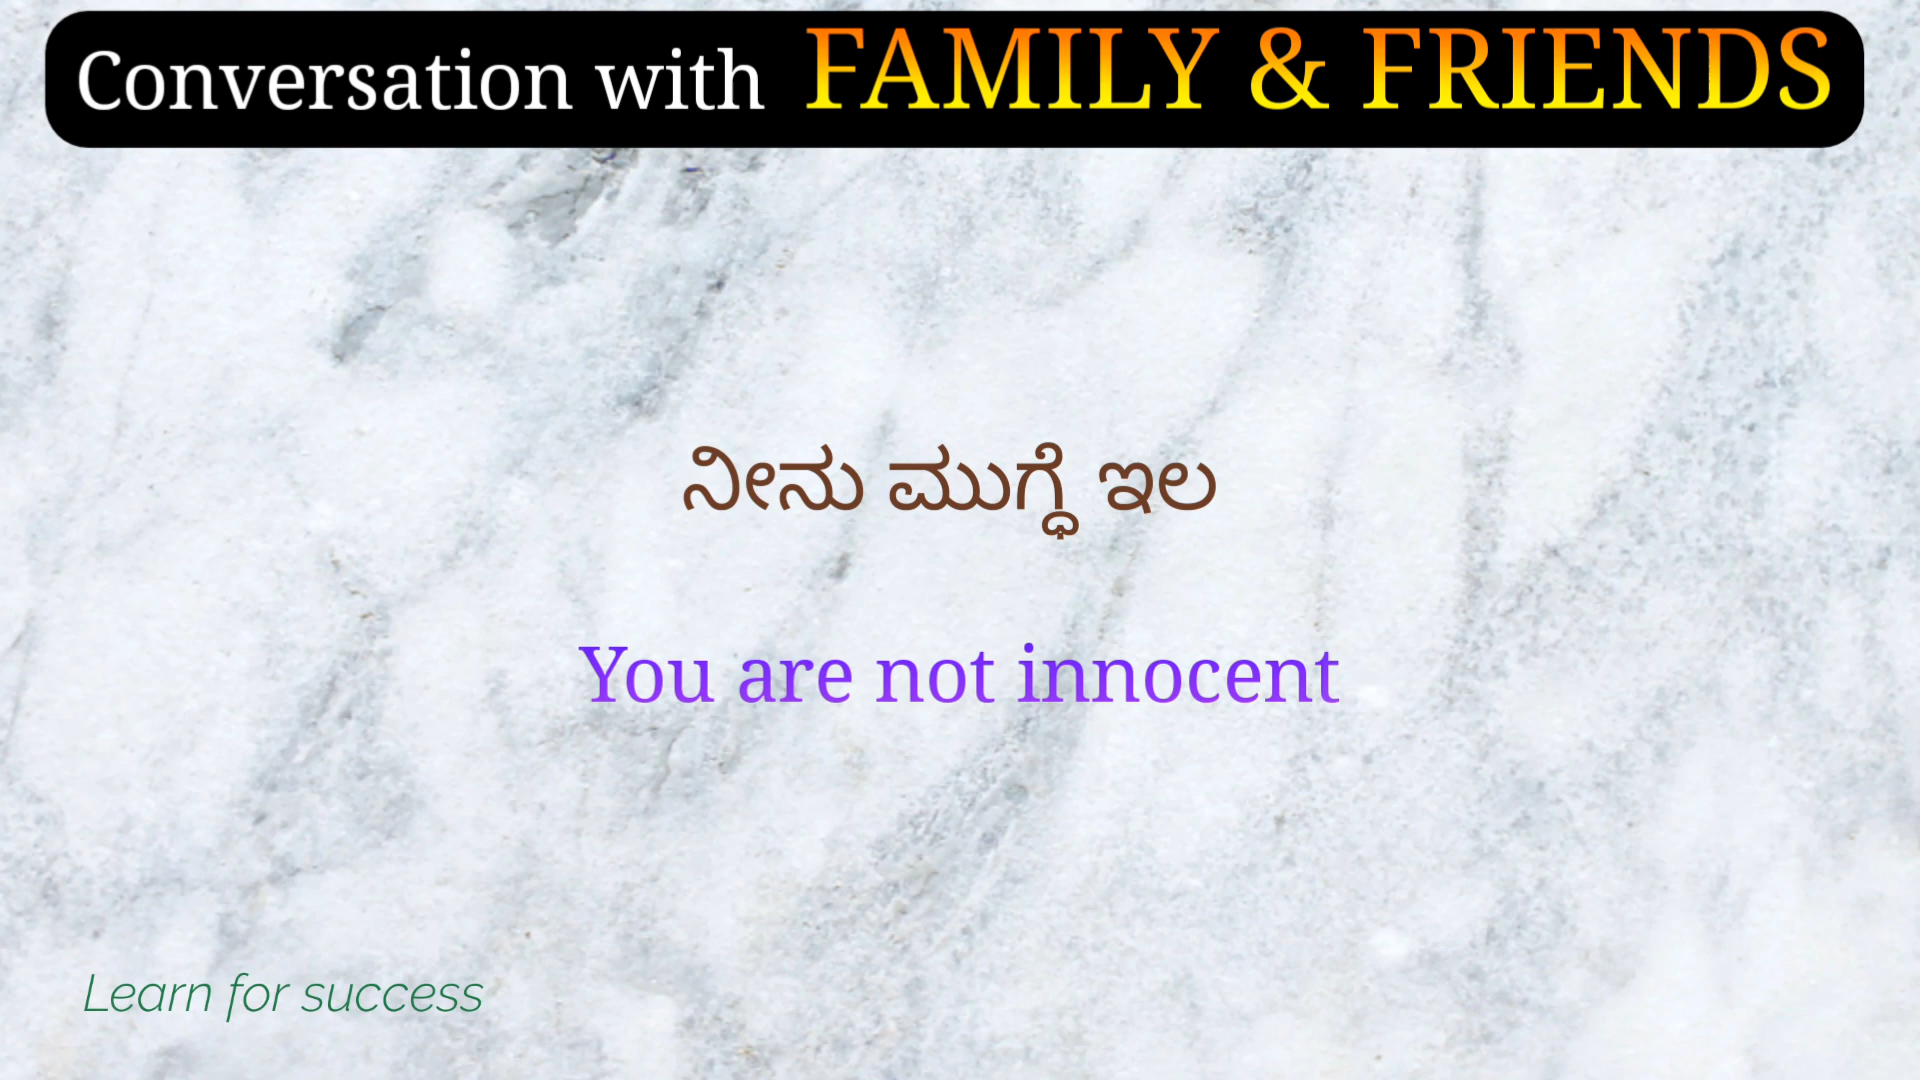 Conversation with FAMILY & FRIENDS
ನೀನು ಮುಗ್ಧೆ ಇಲ
You are not innocent
Learn for success